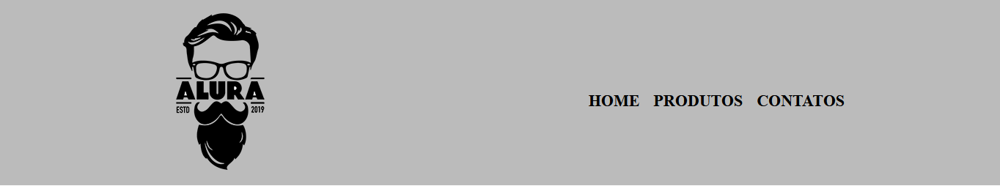 ALURA
ESTD 2019
HOME PRODUTOS CONTATOS